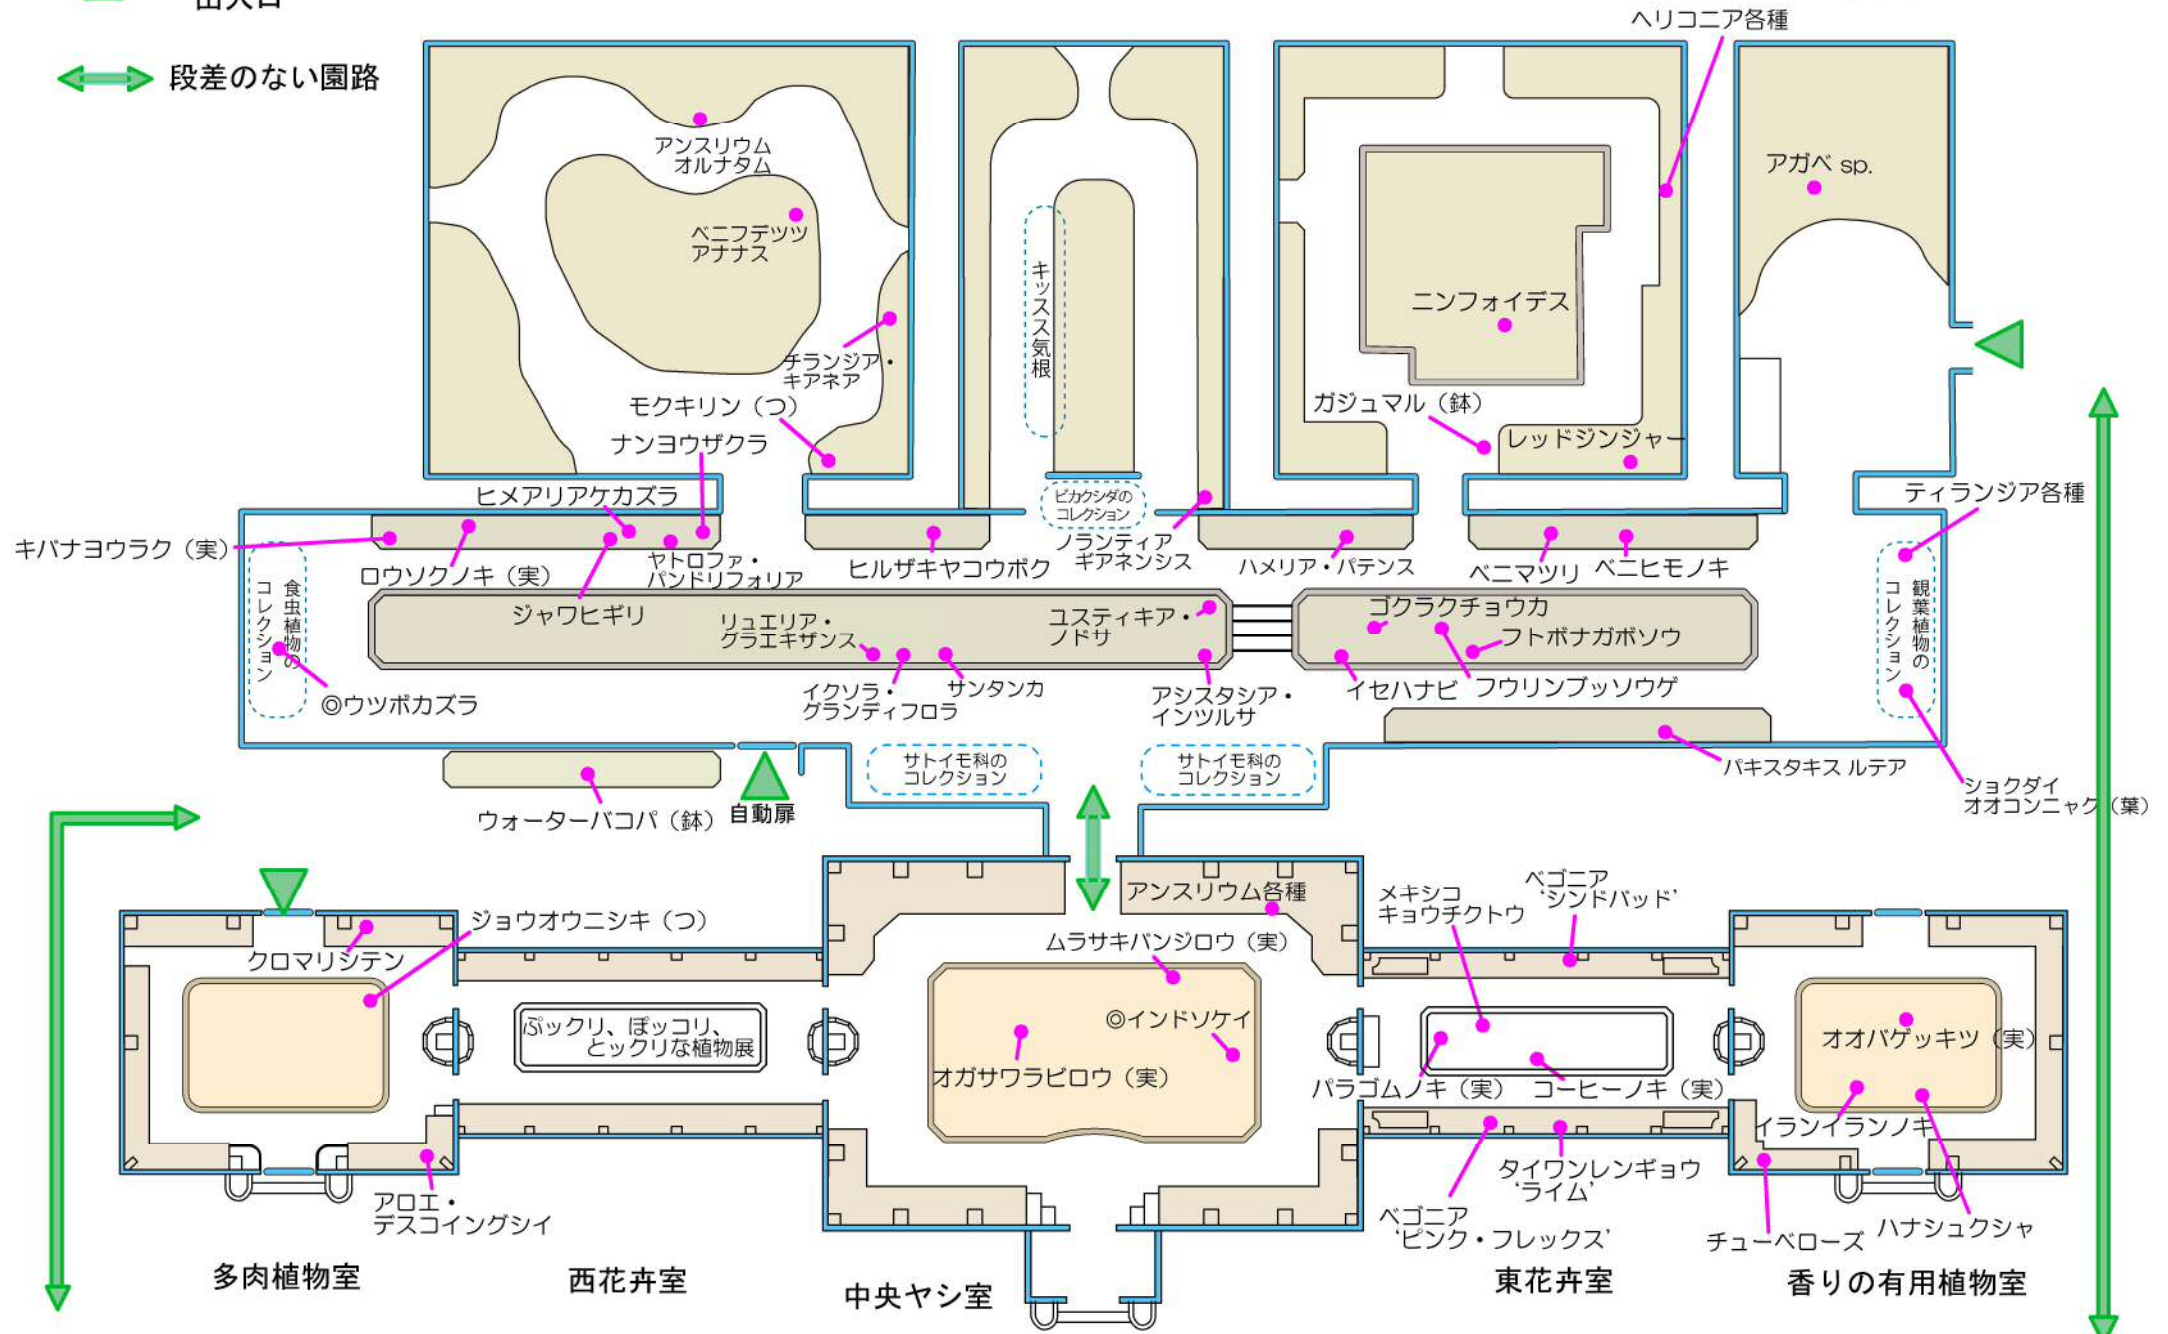 出入口
段差のない園路
ヘリコニア各種
アンスリウム
オルナタム
ベニフデツツ
アナナス
チランジア・
キアネア
モクキリン（つ）
ナンヨウザクラ
ヒメアリアケカズラ
キッスス気根
ビカクシダの
コレクション
ノランティア
ギアネンシス
ニンフォイデス
ガジュマル（鉢）
レッドジンジャー
アガベ sp.
ティランジア各種
キバナヨウラク（実）
ロウソクノキ（実）
ヤトロファ・
パンドリフォリア
ジャワヒギリ
ヒルザキヤコウボク
ハメリア・パテンス
ベニマツリ
ベニヒモノキ
食虫植物の
コレクション
◎ウツボカズラ
リュエリア・
グラエキザンス
イクソラ・
グランディフロラ
サンタンカ
ユスティキア・
ノドサ
アシスタシア・
インツルサ
ゴクラクチョウカ
フトボナガボソウ
イセハナビ
フウリンブッソウゲ
観葉植物の
コレクション
パキスタキス ルテア
ショクダイ
オオコンニャク（葉）
サトイモ科の
コレクション
サトイモ科の
コレクション
ウォーターバコパ（鉢）
自動扉
ジョウオウニシキ（つ）
クロマリシテン
アロエ・
デスコイングシイ
ぷックリ、ぽッコリ、
とックリな植物展
アンスリウム各種
ムラサキバンジロウ（実）
◎インドソケイ
オガサワラビロウ（実）
メキシコ
キョウチクトウ
ベゴニア
‘シンドバッド’
パラゴムノキ（実）
コーヒーノキ（実）
タイワンレンギョウ
‘ライム’
ベゴニア
‘ピンク・フレックス’
オオバゲッキツ（実）
イランイランノキ
チューベローズ
ハナシュクシャ
多肉植物室
西花卉室
中央ヤシ室
東花卉室
香りの有用植物室